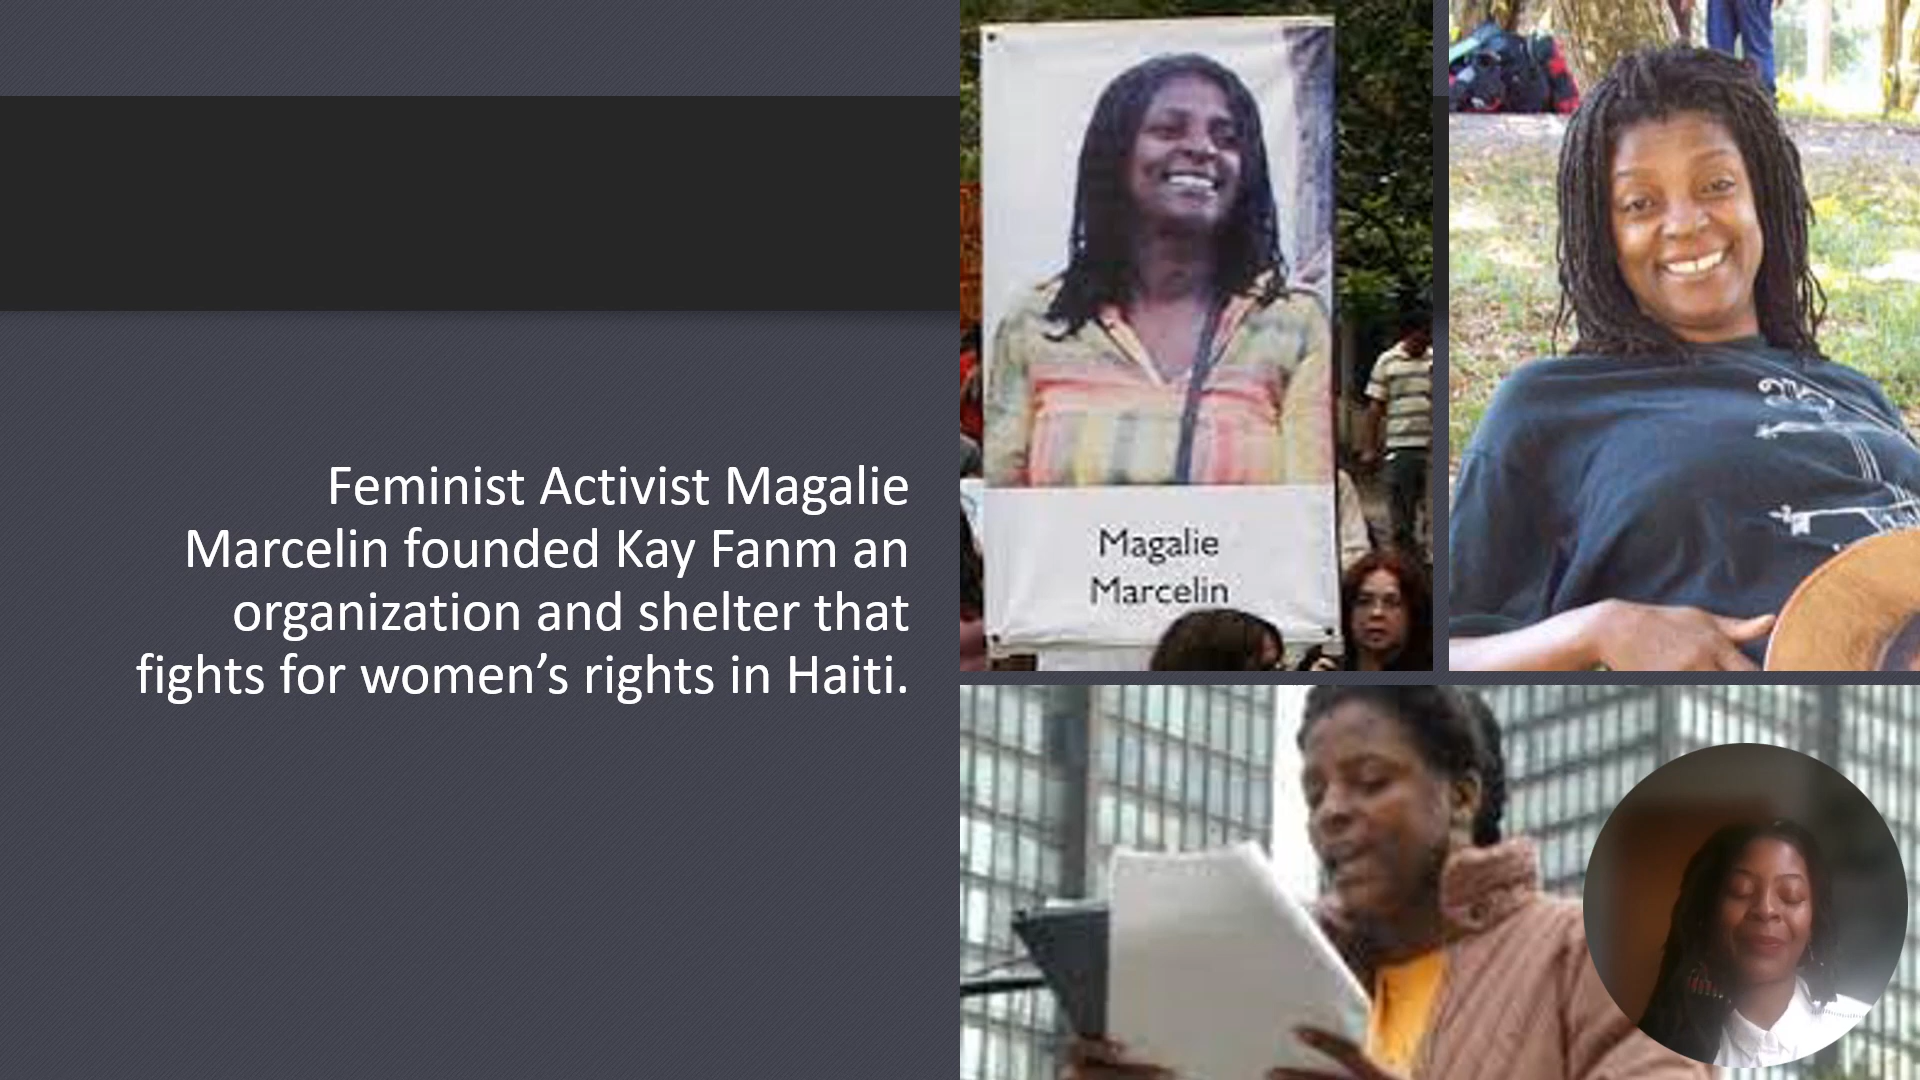 Feminist Activist Magalie
Marcelin founded Kay Fanm an
organization and shelter that
fights for women’s rights in Haiti.
Magalie
Marcelin